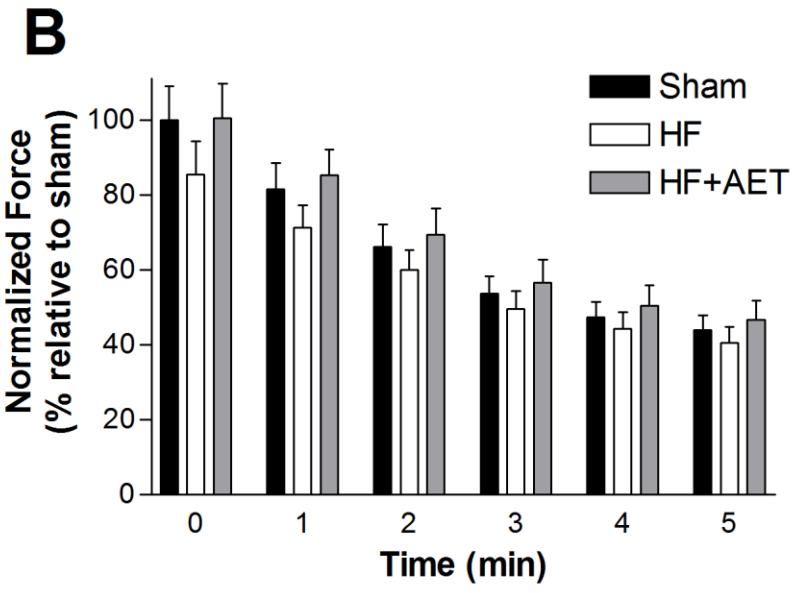 B
Sham
HF
HF+AET
Normalized Force
(% relative to sham)
100
80
60
40
20
0
0 1 2 3 4 5
Time (min)